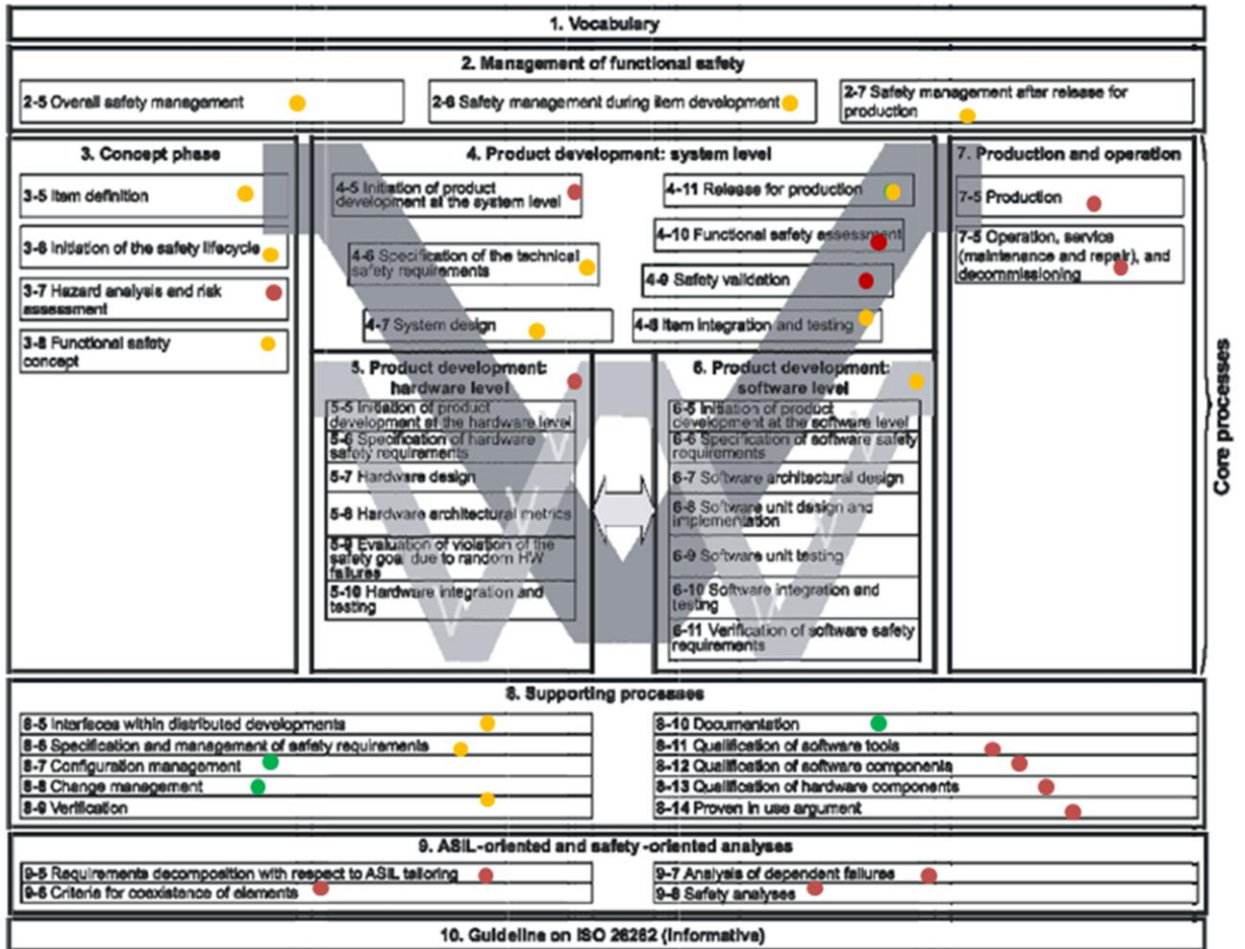 1. Vocabulary
2. Management of functional safety
2-5 Overall safety management
2-6 Safety management during item development
2-7 Safety management after release for
production
3. Concept phase
3-5 Item definition
3-6 Initiation of the safety lifecycle
3-7 Hazard analysis and risk
assessment
3-8 Functional safety
concept
4. Product development: system level
4-5 Initiation of product
development at the system level
4-6 Specification of the technical
safety requirements
4-7 System design
4-11 Release for production
4-10 Functional safety assessment
4-9 Safety validation
4-8 Item integration and testing
7. Production and operation
7-5 Production
7-5 Operation, service
(maintenance and repair), and
decommissioning
5. Product development:
hardware level
5-5 Initiation of product
development at the hardware level
5-6 Specification of hardware
safety requirements
5-7 Hardware design
5-8 Hardware architectural metrics
5-9 Evaluation of violation of the
safety goal due to random HW
failures
5-10 Hardware integration and
testing
6. Product development:
software level
6-5 Initiation of product
development at the software level
6-6 Specification of software safety
requirements
6-7 Software architectural design
6-8 Software unit design and
implementation
6-9 Software unit testing
6-10 Software integration and
testing
6-11 Verification of software safety
requirements
Core processes
8. Supporting processes
8-5 Interfaces within distributed developments
8-6 Specification and management of safety requirements
8-7 Configuration management
8-8 Change management
8-9 Verification
8-10 Documentation
8-11 Qualification of software tools
8-12 Qualification of software components
8-13 Qualification of hardware components
8-14 Proven in use argument
9. ASIL-oriented and safety-oriented analyses
9-5 Requirements decomposition with respect to ASIL tailoring
9-6 Criteria for coexistence of elements
9-7 Analysis of dependent failures
9-8 Safety analyses
10. Guideline on ISO 26262 (informative)